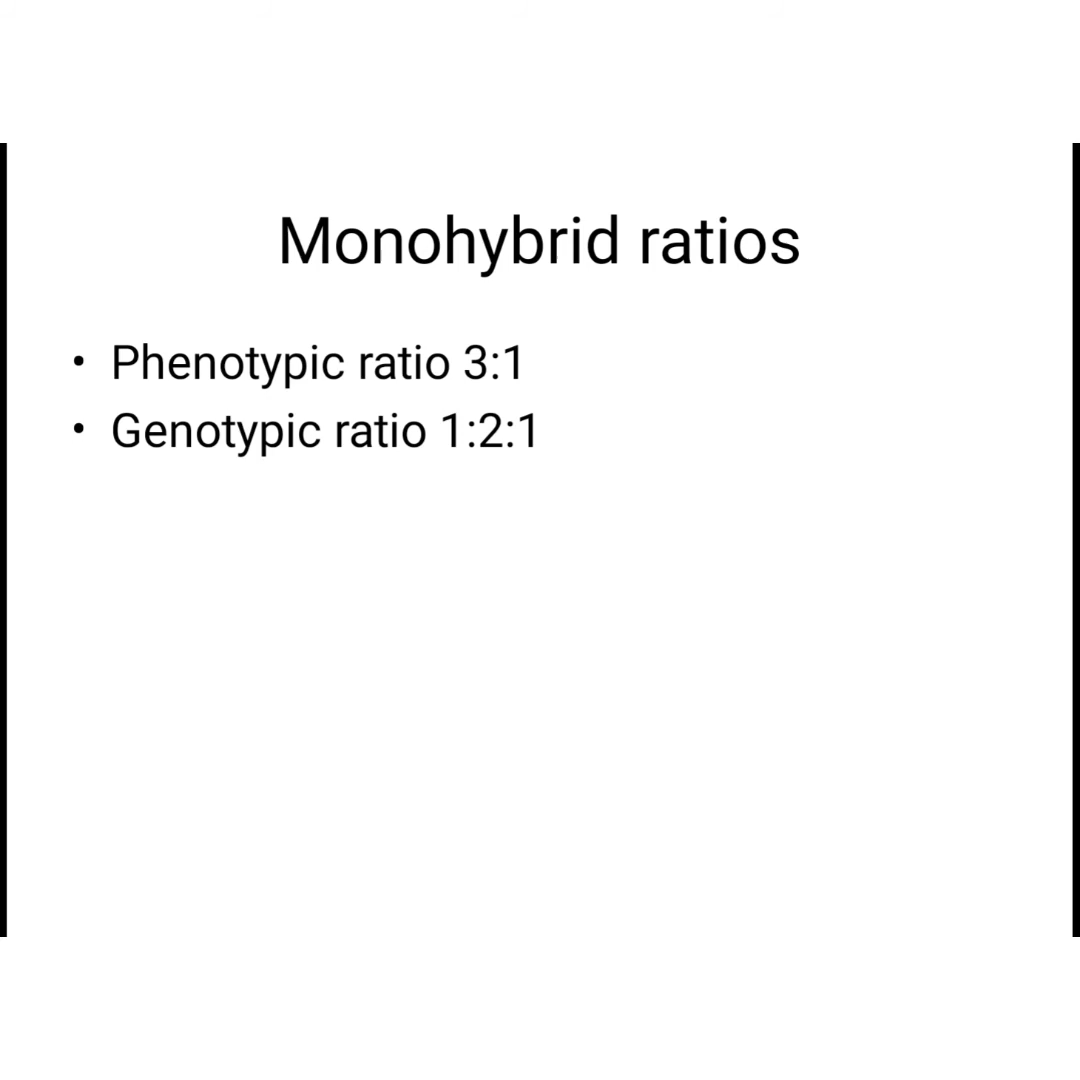 Monohybrid ratios
• Phenotypic ratio 3:1
• Genotypic ratio 1:2:1